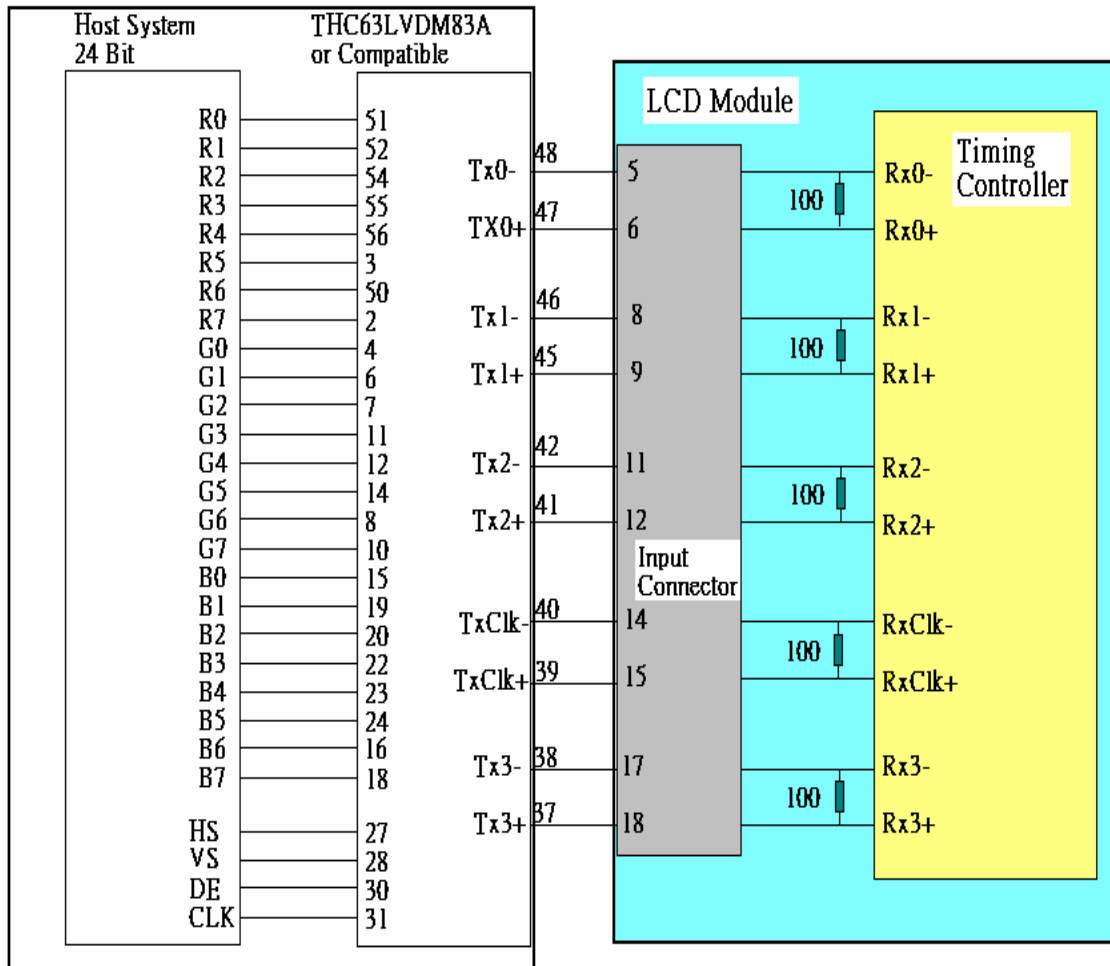 Host System
24 Bit
THC63LVDM83A
or Compatible
LCD Module
Timing
Controller
Input
Connector
R0 51
R1 52
R2 54
R3 55
R4 56
R5 3
R6 50
R7 2
G0 4
G1 6
G2 7
G3 11
G4 12
G5 14
G6 8
G7 10
B0 15
B1 19
B2 20
B3 22
B4 23
B5 24
B6 16
B7 18
HS 27
VS 28
DE 30
CLK 31
Tx0- 48 5 Rx0-
100
TX0+ 47 6 Rx0+
Tx1- 46 8 Rx1-
100
Tx1+ 45 9 Rx1+
Tx2- 42 11 Rx2-
100
Tx2+ 41 12 Rx2+
TxClk- 40 14 RxClk-
100
TxClk+ 39 15 RxClk+
Tx3- 38 17 Rx3-
100
Tx3+ 37 18 Rx3+